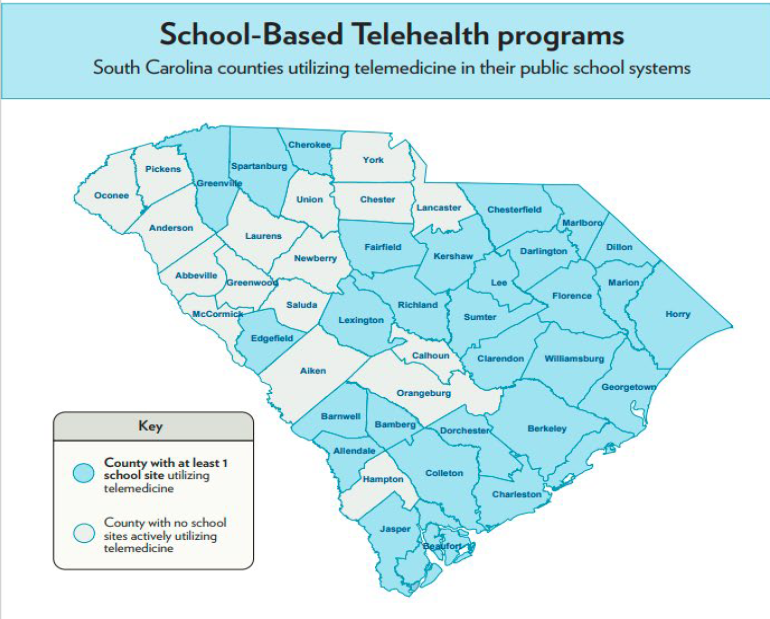 School-Based Telehealth programs
South Carolina counties utilizing telemedicine in their public school systems
Cherokee
York
Pickens
Spartanburg
Greenville
Oconee
Union
Chester
Lancaster
Chesterfield
Marlboro
Anderson
Laurens
Fairfield
Kershaw
Darlington
Dillon
Newberry
Abbeville
Greenwood
Lee
Marion
Florence
McCormick
Saluda
Richland
Lexington
Sumter
Horry
Edgefield
Calhoun
Clarendon
Williamsburg
Aiken
Orangeburg
Georgetown
Barnwell
Bamberg
Dorchester
Berkeley
Allendale
Hampton
Colleton
Charleston
Jasper
Beaufort
Key
County with at least 1
school site utilizing
telemedicine
County with no school
sites actively utilizing
telemedicine